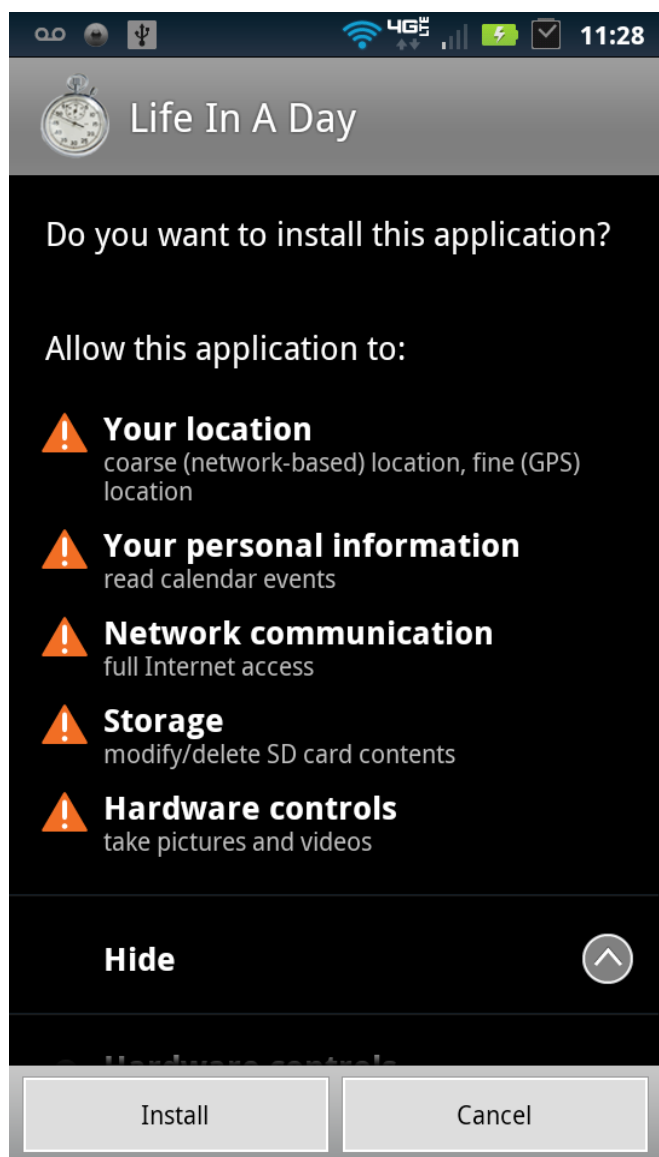 4G LTE 11:28
Life In A Day
Do you want to install this application?
Allow this application to:
Your location
coarse (network-based) location, fine (GPS)
location
Your personal information
read calendar events
Network communication
full Internet access
Storage
modify/delete SD card contents
Hardware controls
take pictures and videos
Hide
Hardware controls
Install Cancel